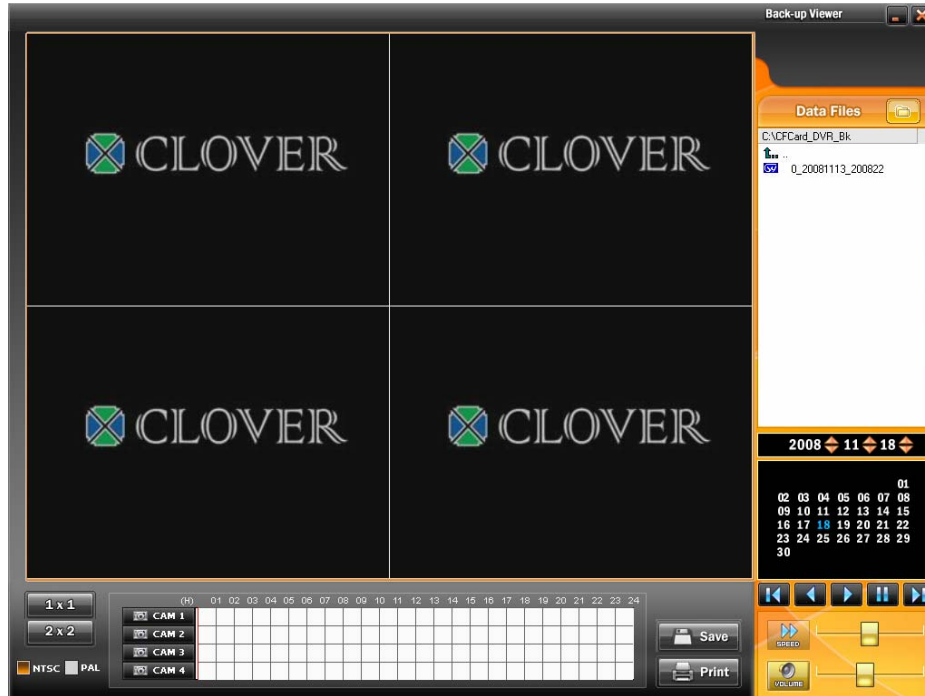 Back-up Viewer
CLOVER CLOVER
CLOVER CLOVER
Data Files
C:\CFCard_DVR_Bk
..
0_20081113_200822
2008 11 18
01
02 03 04 05 06 07 08
09 10 11 12 13 14 15
16 17 18 19 20 21 22
23 24 25 26 27 28 29
30
1 x 1
2 x 2
NTSC PAL
(H) 01 02 03 04 05 06 07 08 09 10 11 12 13 14 15 16 17 18 19 20 21 22 23 24
CAM 1
CAM 2
CAM 3
CAM 4
Save
Print
SPEED
VOLUME